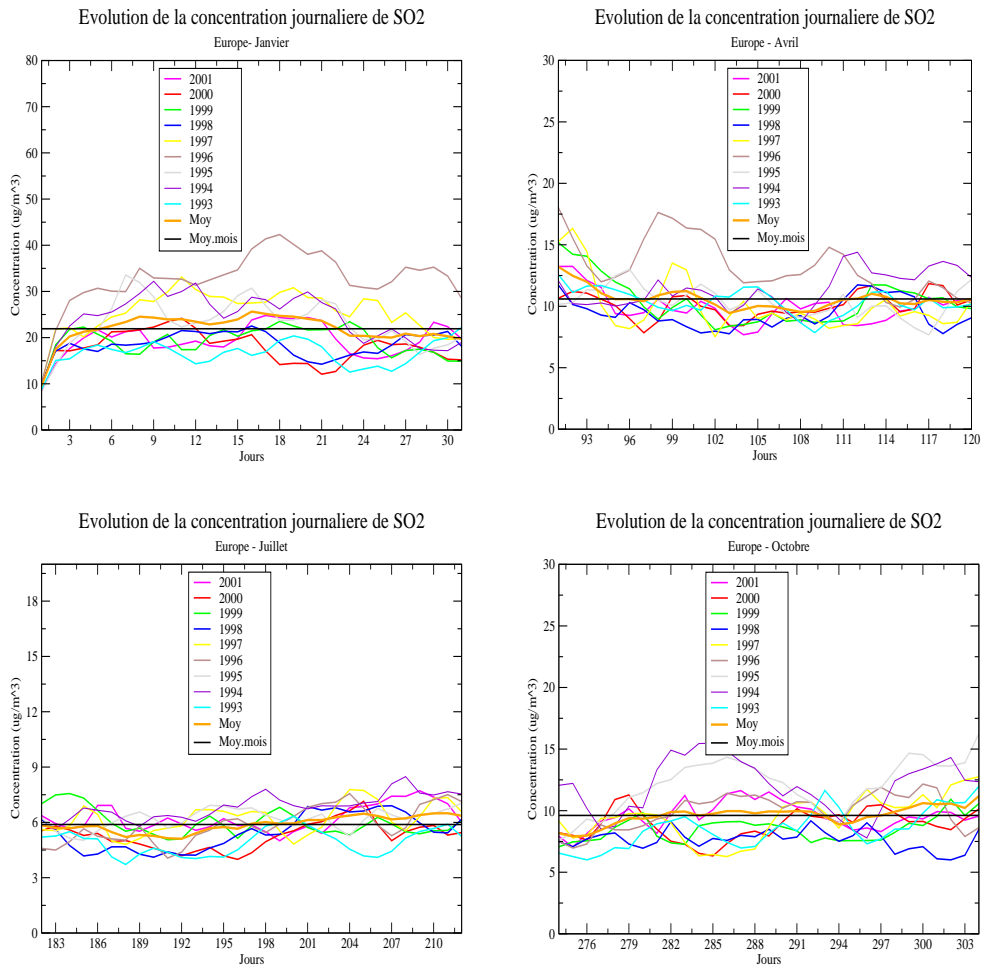 Evolution de la concentration journaliere de SO2
Europe- Janvier
80
70
60
50
40
30
20
10
0
Concentration (ug/m^3)
2001
2000
1999
1998
1997
1996
1995
1994
1993
Moy
Moy.mois
3 6 9 12 15 18 21 24 27 30
Jours
Evolution de la concentration journaliere de SO2
Europe - Avril
30
25
20
15
10
5
0
Concentration (ug/m^3)
2001
2000
1999
1998
1997
1996
1995
1994
1993
Moy
Moy.mois
93 96 99 102 105 108 111 114 117 120
Jours
Evolution de la concentration journaliere de SO2
Europe - Juillet
18
15
12
9
6
3
0
Concentration (ug/m^3)
2001
2000
1999
1998
1997
1996
1995
1994
1993
Moy
Moy.mois
183 186 189 192 195 198 201 204 207 210
Jours
Evolution de la concentration journaliere de SO2
Europe - Octobre
30
25
20
15
10
5
0
Concentration (ug/m^3)
2001
2000
1999
1998
1997
1996
1995
1994
1993
Moy
Moy.mois
276 279 282 285 288 291 294 297 300 303
Jours